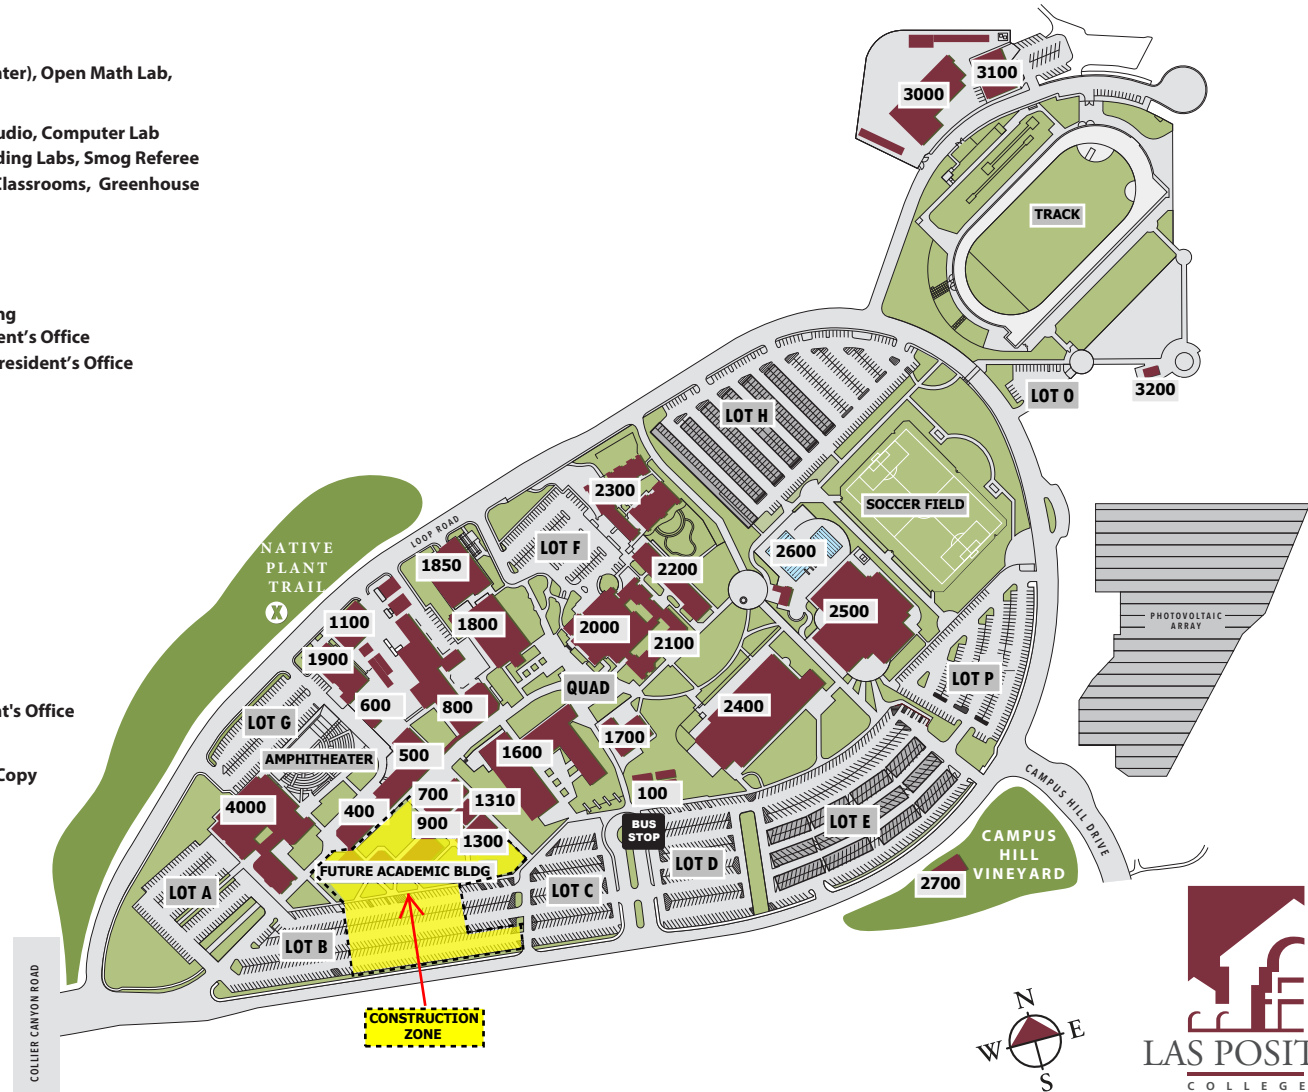 ter), Open Math Lab,
udio, Computer Lab
ding Labs, Smog Referee
Classrooms, Greenhouse
ng
ent's Office
resident's Office
t's Office
Copy
3100
3000
TRACK
3200
LOT O
LOT H
SOCCER FIELD
2300
LOOP ROAD
LOT F
2600
NATIVE
PLANT
TRAIL
X
1850
2200
2500
PHOTOVOLTAIC
ARRAY
1100
1800
2000
2100
1900
QUAD
LOT P
600
800
2400
LOT G
1700
AMPHITHEATER
500
1600
CAMPUS HILL DRIVE
4000
400
700
1310
100
900
1300
BUS
STOP
LOT E
CAMPUS
HILL
VINEYARD
FUTURE ACADEMIC BLDG
LOT D
2700
LOT A
LOT C
LOT B
COLLIER CANYON ROAD
CONSTRUCTION
ZONE
N
W
E
S
LAS POSIT
COLLEGE